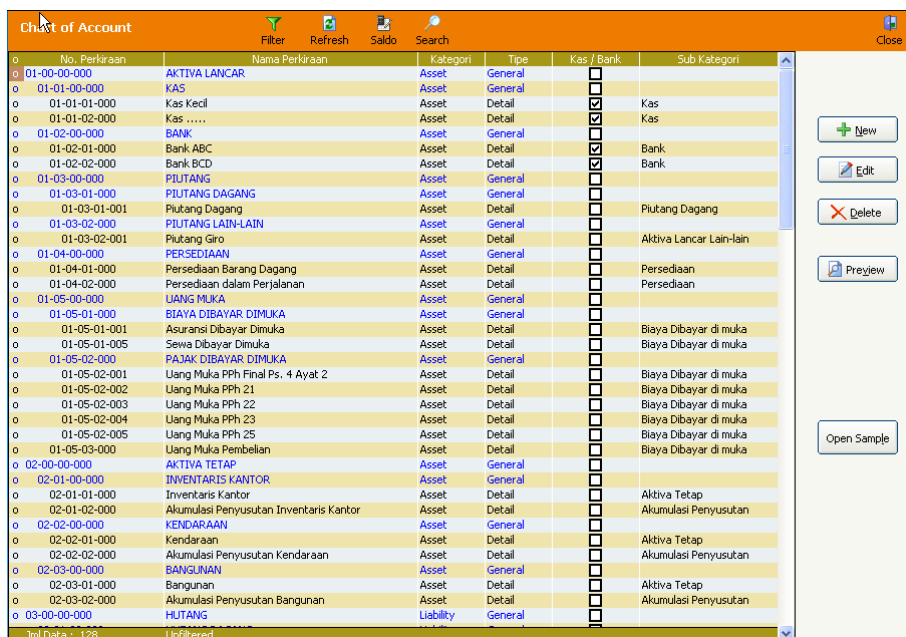 Chart of Account
Filter Refresh Saldo Search Close
o No. Perkiraan Nama Perkiraan Kategori Tipe Kas / Bank Sub Kategori
o 01-00-00-000 AKTIVA LANCAR Asset General
o 01-01-00-000 KAS Asset General
o 01-01-01-000 Kas Kecil Asset Detail Kas
o 01-01-02-000 Kas ..... Asset Detail Kas
o 01-02-00-000 BANK Asset General
o 01-02-01-000 Bank ABC Asset Detail Bank
o 01-02-02-000 Bank BCD Asset Detail Bank
o 01-03-00-000 PIUTANG Asset General
o 01-03-01-000 PIUTANG DAGANG Asset General
o 01-03-01-001 Piutang Dagang Asset Detail Piutang Dagang
o 01-03-02-000 PIUTANG LAIN-LAIN Asset General
o 01-03-02-001 Piutang Giro Asset Detail Aktiva Lancar Lain-lain
o 01-04-00-000 PERSEDIAAN Asset General
o 01-04-01-000 Persediaan Barang Dagang Asset Detail Persediaan
o 01-04-02-000 Persediaan dalam Perjalanan Asset Detail Persediaan
o 01-05-00-000 UANG MUKA Asset General
o 01-05-01-000 BIAYA DIBAYAR DIMUKA Asset General
o 01-05-01-001 Asuransi Dibayar Dimuka Asset Detail Biaya Dibayar di muka
o 01-05-01-005 Sewa Dibayar Dimuka Asset Detail Biaya Dibayar di muka
o 01-05-02-000 PAJAK DIBAYAR DIMUKA Asset General
o 01-05-02-001 Uang Muka PPh Final Ps. 4 Ayat 2 Asset Detail Biaya Dibayar di muka
o 01-05-02-002 Uang Muka PPh 21 Asset Detail Biaya Dibayar di muka
o 01-05-02-003 Uang Muka PPh 22 Asset Detail Biaya Dibayar di muka
o 01-05-02-004 Uang Muka PPh 23 Asset Detail Biaya Dibayar di muka
o 01-05-02-005 Uang Muka PPh 25 Asset Detail Biaya Dibayar di muka
o 01-05-03-000 Uang Muka Pembelian Asset Detail Biaya Dibayar di muka
o 02-00-00-000 AKTIVA TETAP Asset General
o 02-01-00-000 INVENTARIS KANTOR Asset General
o 02-01-01-000 Inventaris Kantor Asset Detail Aktiva Tetap
o 02-01-02-000 Akumulasi Penyusutan Inventaris Kantor Asset Detail Akumulasi Penyusutan
o 02-02-00-000 KENDARAAN Asset General
o 02-02-01-000 Kendaraan Asset Detail Aktiva Tetap
o 02-02-02-000 Akumulasi Penyusutan Kendaraan Asset Detail Akumulasi Penyusutan
o 02-03-00-000 BANGUNAN Asset General
o 02-03-01-000 Bangunan Asset Detail Aktiva Tetap
o 02-03-02-000 Akumulasi Penyusutan Bangunan Asset Detail Akumulasi Penyusutan
o 03-00-00-000 HUTANG Liability General
Jml Data : 128 Unfiltered
New
Edit
Delete
Preview
Open Sample